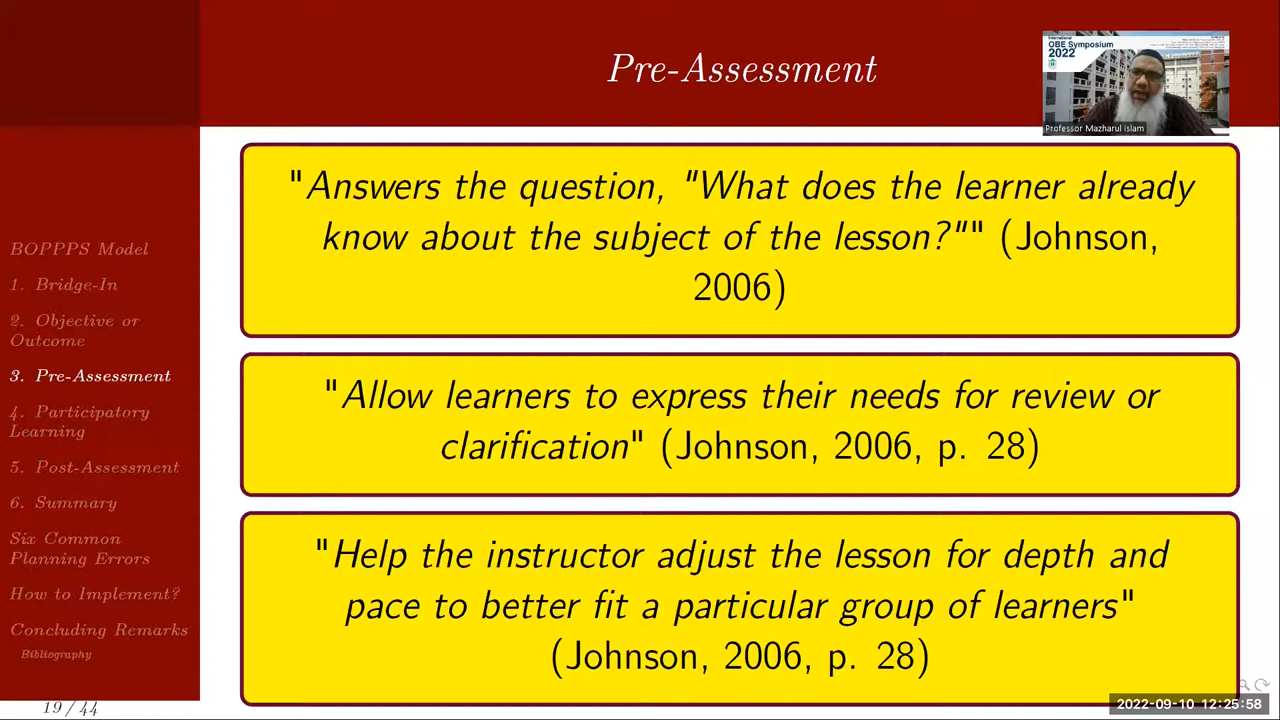 Pre-Assessment
International
OBE Symposium
2022
Professor Mazharul Islam
"Answers the question, "What does the learner already
know about the subject of the lesson?"" (Johnson,
2006)
"Allow learners to express their needs for review or
clarification" (Johnson, 2006, p. 28)
"Help the instructor adjust the lesson for depth and
pace to better fit a particular group of learners"
(Johnson, 2006, p. 28)
BOPPPS Model
1. Bridge-In
2. Objective or
Outcome
3. Pre-Assessment
4. Participatory
Learning
5. Post-Assessment
6. Summary
Six Common
Planning Errors
How to Implement?
Concluding Remarks
Bibliography
19 / 44
2022-09-10 12:25:58